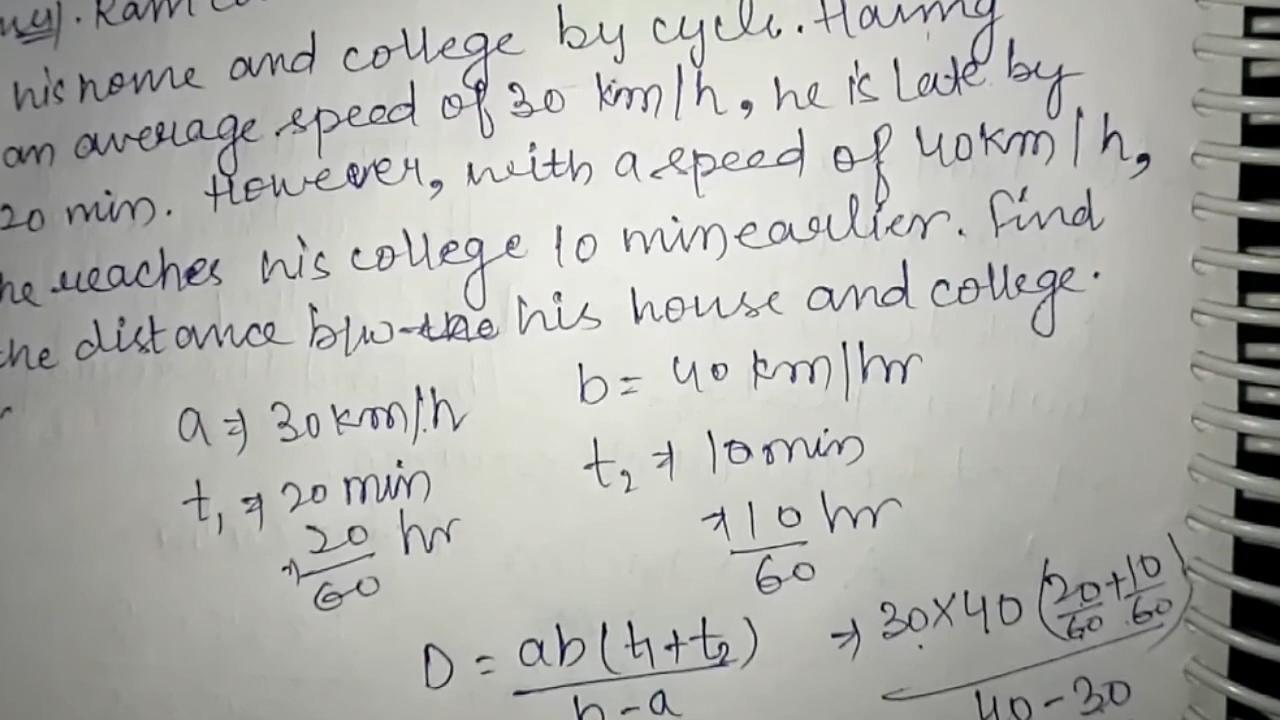 his home and college by cycle. Having
an average speed of 30 km/h, he is late by
20 min. However, with a speed of 40km/h,
he reaches his college 10 min earlier. find
the distance b/w the his house and college.
a ⇒ 30 km/h
b = 40 km/hr
t₁ ⇒ 20 min
t₂ ⇒ 10 min
⇒ 20/60 hr
⇒ 10/60 hr
D = ab(t₁+t₂)/b-a ⇒ 30×40(20/60+10/60)/40-30